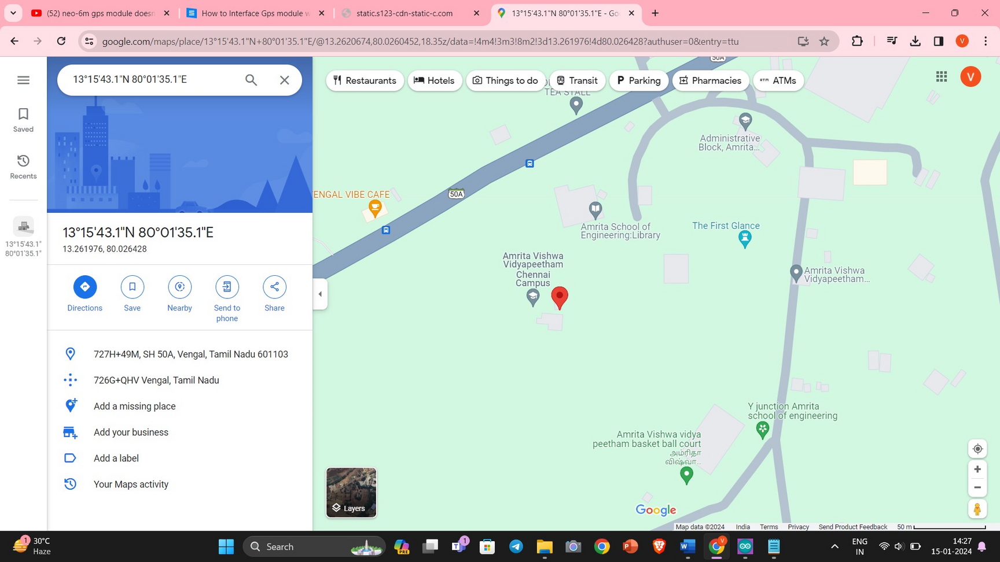 (52) neo-6m gps module doesn
How to Interface Gps module w
static.s123-cdn-static-c.com
13°15'43.1"N 80°01'35.1"E - Go
google.com/maps/place/13°15'43.1"N+80°01'35.1"E/@13.2620674,80.0260452,18.35z/data=!4m4!3m3!8m2!3d13.261976!4d80.026428?authuser=0&entry=ttu
V
Saved
Recents
13°15'43.1"
80°01'35.1"
13°15'43.1"N 80°01'35.1"E
13°15'43.1"N 80°01'35.1"E
13.261976, 80.026428
Directions
Save
Nearby
Send to
phone
Share
727H+49M, SH 50A, Vengal, Tamil Nadu 601103
726G+QHV Vengal, Tamil Nadu
Add a missing place
Add your business
Add a label
Your Maps activity
Restaurants
Hotels
Things to do
Transit
P Parking
Pharmacies
ATM ATMs
V
50A
TEA STALL
Administrative
Block, Amrita...
ENGAL VIBE CAFE
50A
Amrita School of
Engineering:Library
The First Glance
Amrita Vishwa
Vidyapeetham
Chennai
Campus
Amrita Vishwa
Vidyapeetham...
Y junction Amrita
school of engineering
Amrita Vishwa vidya
peetham basket ball court
அம்ரிதா
விஷ்வா...
Layers
Google
Map data ©2024
India
Terms
Privacy
Send Product Feedback
50 m
1
30°C
Haze
Search
PRE
1
V
ENG
IN
14:27
15-01-2024